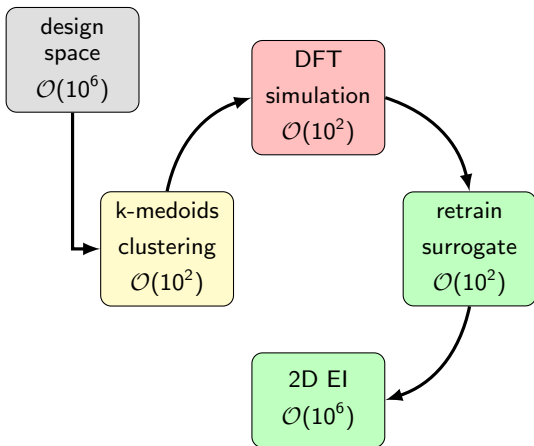 design
space
𝒪(10⁶)
k-medoids
clustering
𝒪(10²)
DFT
simulation
𝒪(10²)
retrain
surrogate
𝒪(10²)
2D EI
𝒪(10⁶)